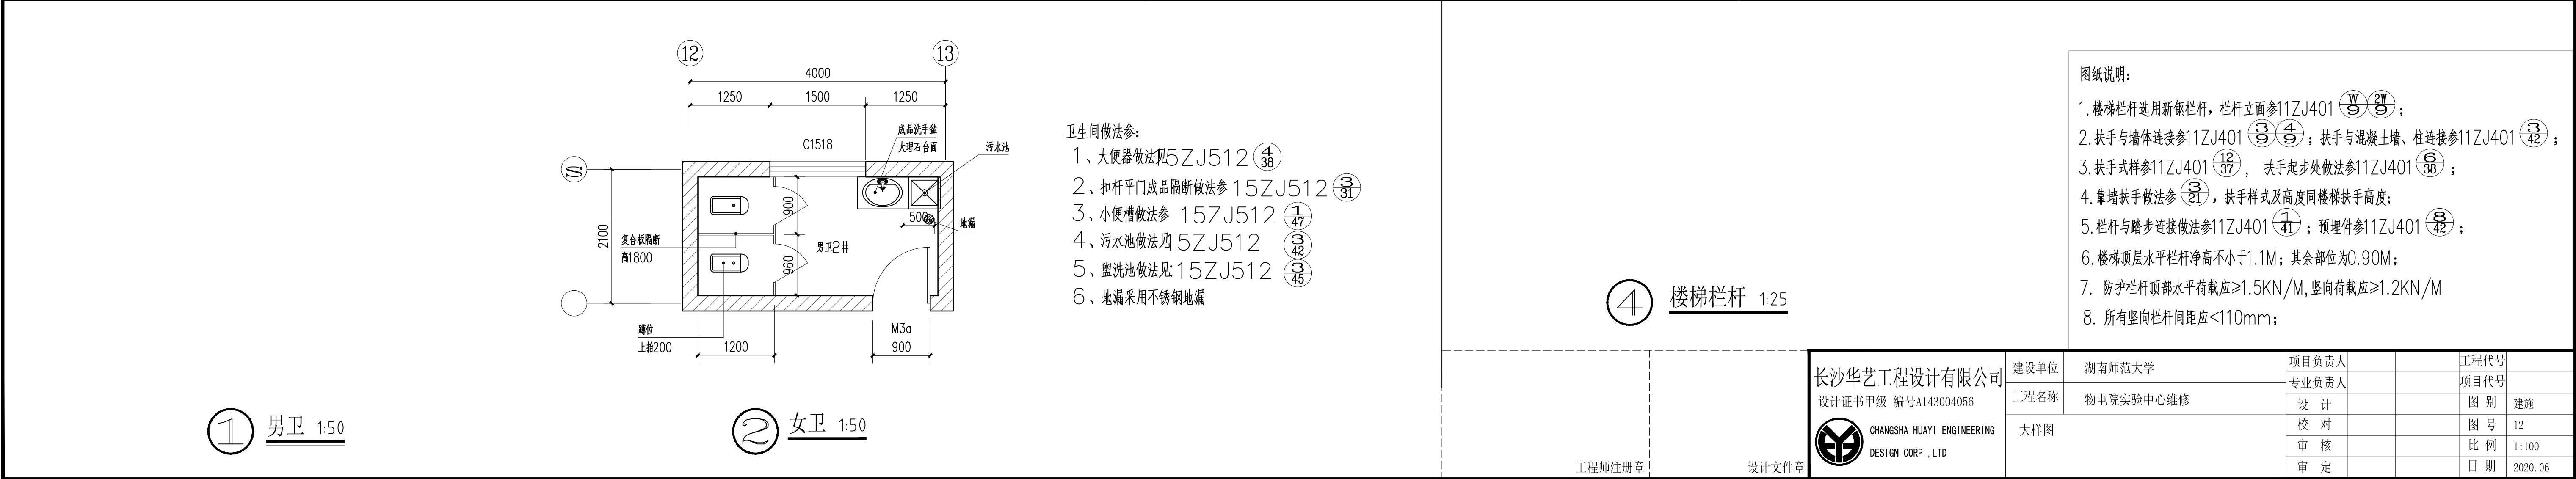 12
13
4000
1250
1500
1250
C1518
成品洗手盆
大理石台面
污水池
S
2100
900
960
500
地漏
复合板隔断
高1800
男卫2#
蹲位
上抬200
1200
M3a
900
1 男卫 1:50
2 女卫 1:50
卫生间做法参：
1、大便器做法见15ZJ512 4/38
2、扣杆平门成品隔断做法参 15ZJ512 3/31
3、小便槽做法参 15ZJ512 1/47
4、污水池做法见15ZJ512 3/42
5、盥洗池做法见:15ZJ512 3/45
6、地漏采用不锈钢地漏
4 楼梯栏杆 1:25
图纸说明：
1.楼梯栏杆选用新钢栏杆，栏杆立面参11ZJ401 W/9 2W/9；
2.扶手与墙体连接参11ZJ401 3/9 4/9；扶手与混凝土墙、柱连接参11ZJ401 3/42；
3.扶手式样参11ZJ401 12/37， 扶手起步处做法参11ZJ401 6/38；
4.靠墙扶手做法参 3/21，扶手样式及高度同楼梯扶手高度；
5.栏杆与踏步连接做法参11ZJ401 1/41；预埋件参11ZJ401 8/42；
6.楼梯顶层水平栏杆净高不小于1.1M；其余部位为0.90M；
7. 防护栏杆顶部水平荷载应≥1.5KN/M,竖向荷载应≥1.2KN/M
8. 所有竖向栏杆间距应<110mm；
工程师注册章
设计文件章
长沙华艺工程设计有限公司
设计证书甲级 编号A143004056
CHANGSHA HUAYI ENGINEERING
DESIGN CORP.,LTD
建设单位 湖南师范大学
工程名称 物电院实验中心维修
大样图
项目负责人 工程代号
专业负责人 项目代号
设 计 图 别 建施
校 对 图 号 12
审 核 比 例 1:100
审 定 日 期 2020.06